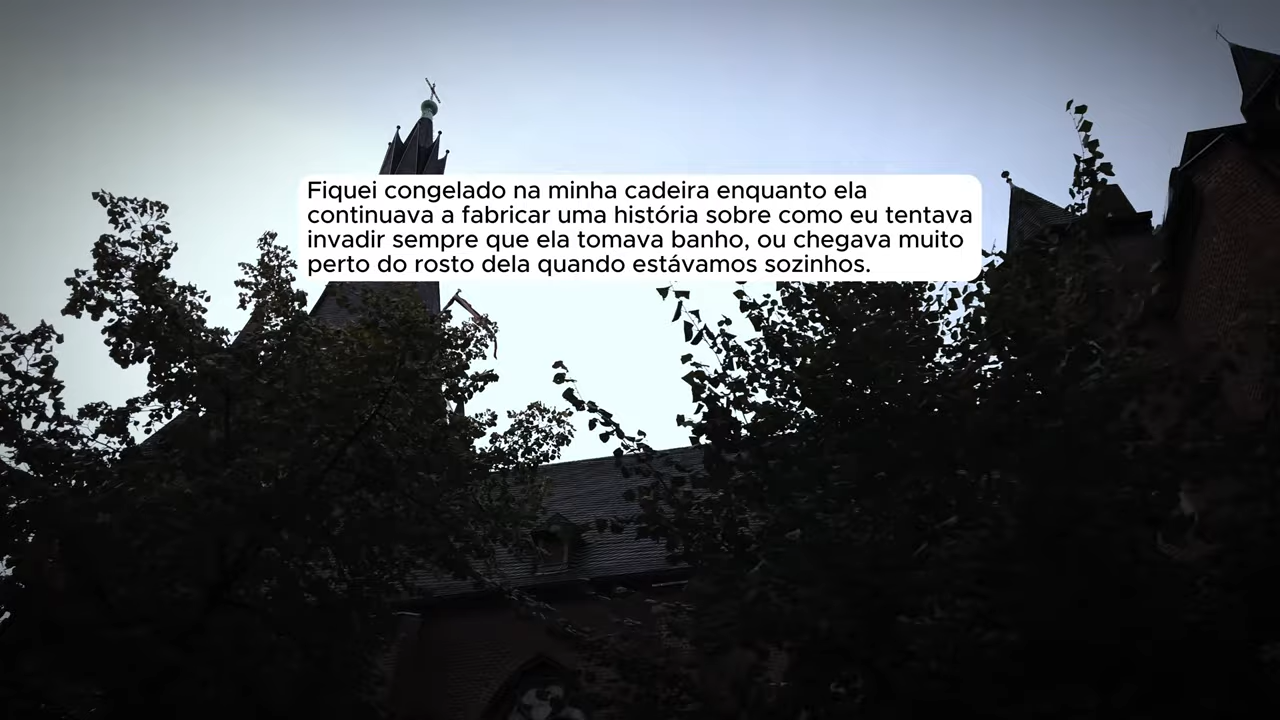 Fiquei congelado na minha cadeira enquanto ela
continuava a fabricar uma história sobre como eu tentava
invadir sempre que ela tomava banho, ou chegava muito
perto do rosto dela quando estávamos sozinhos.